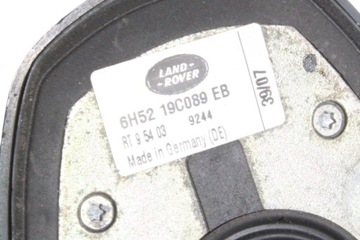 LAND-
ROVER
6H52 19C089 EB
RT 9 54 03 9244
Made in Germany (DE)
39/07